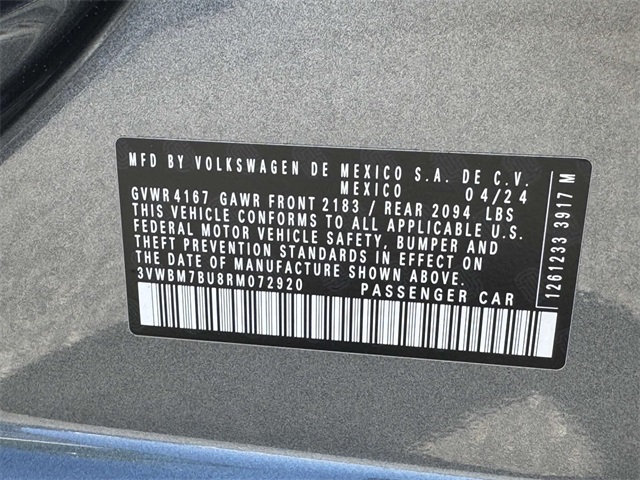 MFD BY VOLKSWAGEN DE MEXICO S.A. DE C.V.
MEXICO 04/24
GVWR 4167 GAWR FRONT 2183 / REAR 2094 LBS
THIS VEHICLE CONFORMS TO ALL APPLICABLE U.S.
FEDERAL MOTOR VEHICLE SAFETY, BUMPER AND
THEFT PREVENTION STANDARDS IN EFFECT ON
THE DATE OF MANUFACTURE SHOWN ABOVE.
3VWBM7BU8RM072920 PASSENGER CAR
1261233 3917 M